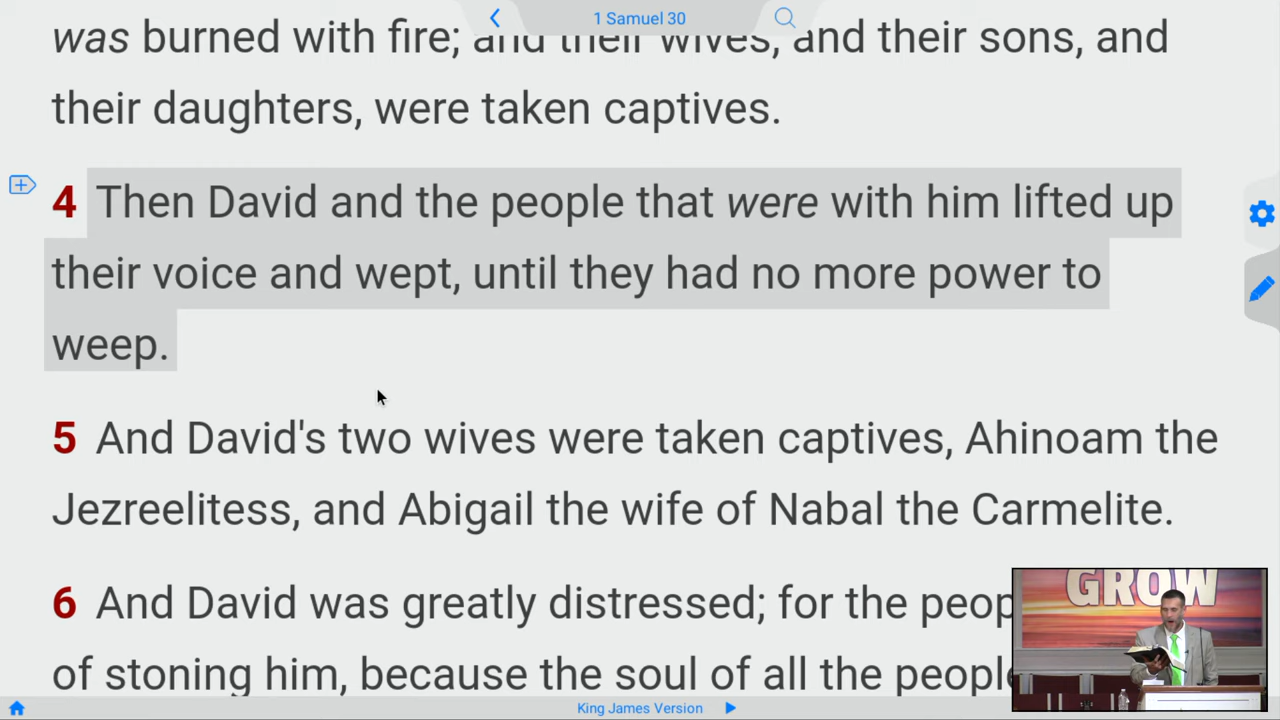 1 Samuel 30
was burned with fire; and their wives, and their sons, and
their daughters, were taken captives.
4 Then David and the people that were with him lifted up
their voice and wept, until they had no more power to
weep.
5 And David's two wives were taken captives, Ahinoam the
Jezreelitess, and Abigail the wife of Nabal the Carmelite.
6 And David was greatly distressed; for the peop
of stoning him, because the soul of all the people
GROW
King James Version